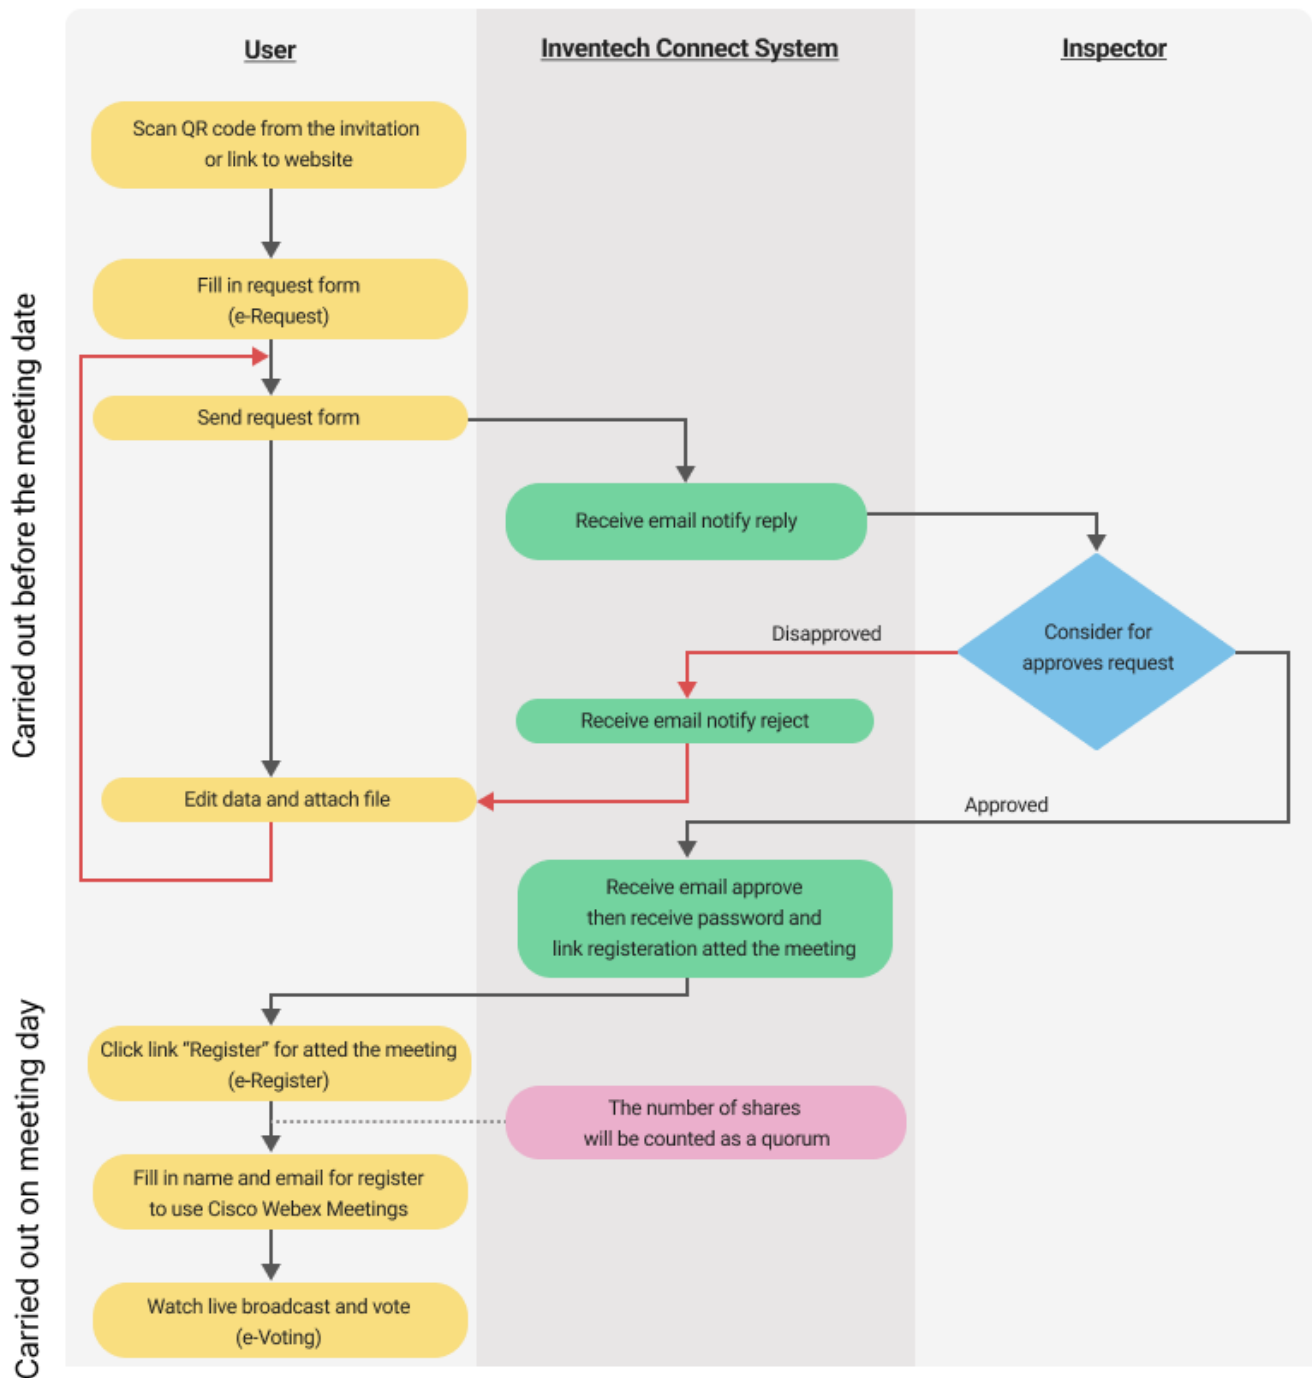 User
Inventech Connect System
Inspector
Carried out before the meeting date
Scan QR code from the invitation
or link to website
Fill in request form
(e-Request)
Send request form
Receive email notify reply
Consider for
approves request
Disapproved
Receive email notify reject
Edit data and attach file
Approved
Receive email approve
then receive password and
link registeration atted the meeting
Carried out on meeting day
Click link “Register” for atted the meeting
(e-Register)
The number of shares
will be counted as a quorum
Fill in name and email for register
to use Cisco Webex Meetings
Watch live broadcast and vote
(e-Voting)